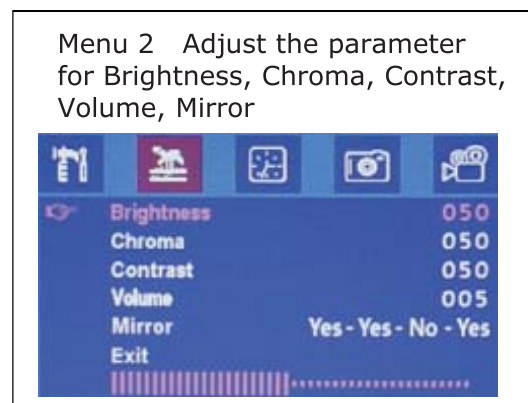 Menu 2 Adjust the parameter
for Brightness, Chroma, Contrast,
Volume, Mirror
Brightness 050
Chroma 050
Contrast 050
Volume 005
Mirror Yes - Yes - No - Yes
Exit